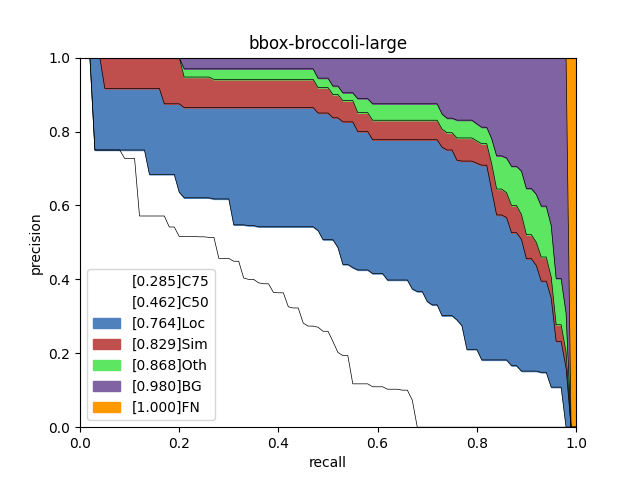 bbox-broccoli-large
precision
1.0
0.8
0.6
0.4
0.2
0.0
[0.285]C75
[0.462]C50
[0.764]Loc
[0.829]Sim
[0.868]Oth
[0.980]BG
[1.000]FN
0.0 0.2 0.4 0.6 0.8 1.0
recall